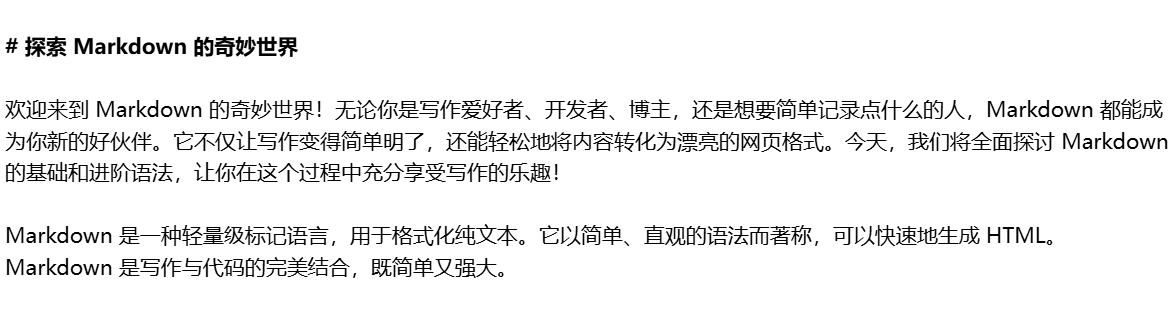 # 探索 Markdown 的奇妙世界
欢迎来到 Markdown 的奇妙世界！无论你是写作爱好者、开发者、博主，还是想要简单记录点什么的人，Markdown 都能成
为你新的好伙伴。它不仅让写作变得简单明了，还能轻松地将内容转化为漂亮的网页格式。今天，我们将全面探讨 Markdown
的基础和进阶语法，让你在这个过程中充分享受写作的乐趣！
Markdown 是一种轻量级标记语言，用于格式化纯文本。它以简单、直观的语法而著称，可以快速地生成 HTML。
Markdown 是写作与代码的完美结合，既简单又强大。